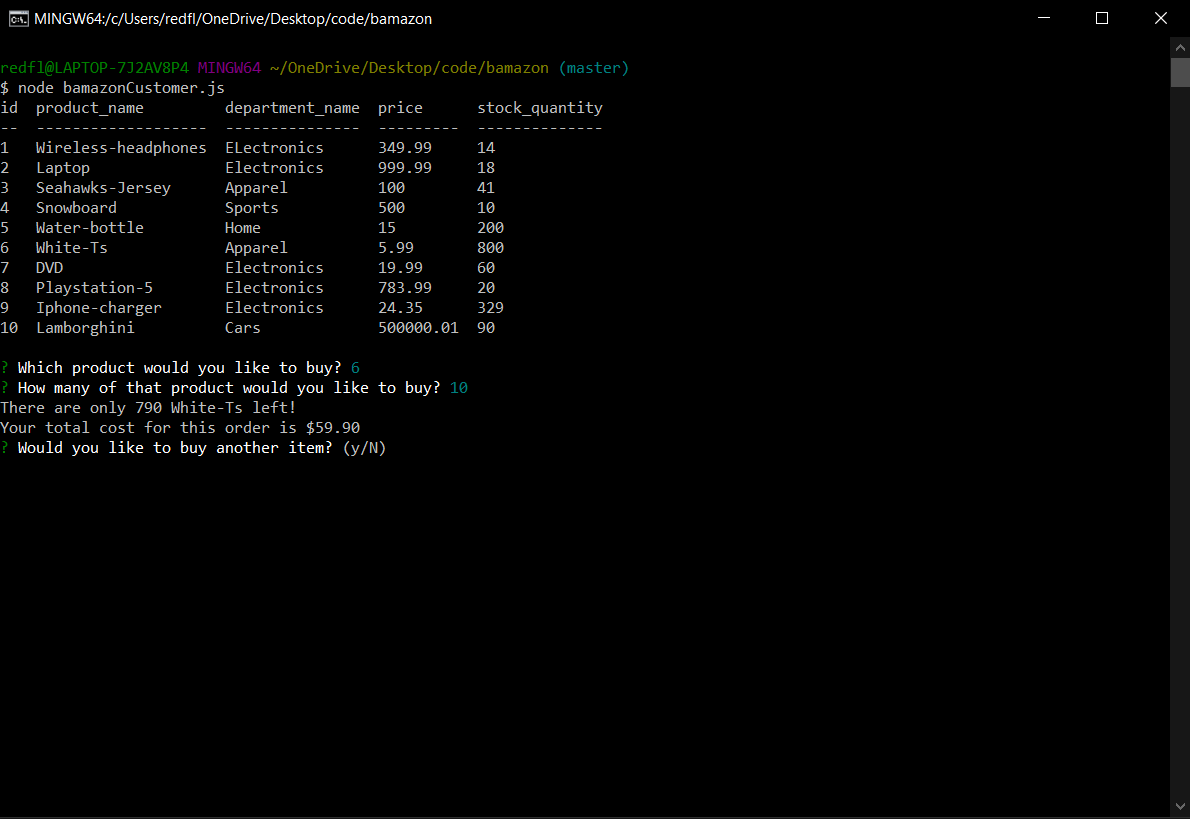 MINGW64:/c/Users/redfl/OneDrive/Desktop/code/bamazon
redfl@LAPTOP-7J2AV8P4 MINGW64 ~/OneDrive/Desktop/code/bamazon (master)
$ node bamazonCustomer.js
id  product_name         department_name  price      stock_quantity
--  -------------------  ---------------  ---------  --------------
1   Wireless-headphones  ELectronics      349.99     14
2   Laptop               Electronics      999.99     18
3   Seahawks-Jersey      Apparel          100        41
4   Snowboard            Sports           500        10
5   Water-bottle         Home             15         200
6   White-Ts             Apparel          5.99       800
7   DVD                  Electronics      19.99      60
8   Playstation-5        Electronics      783.99     20
9   Iphone-charger       Electronics      24.35      329
10  Lamborghini          Cars             500000.01  90
? Which product would you like to buy? 6
? How many of that product would you like to buy? 10
There are only 790 White-Ts left!
Your total cost for this order is $59.90
? Would you like to buy another item? (y/N)